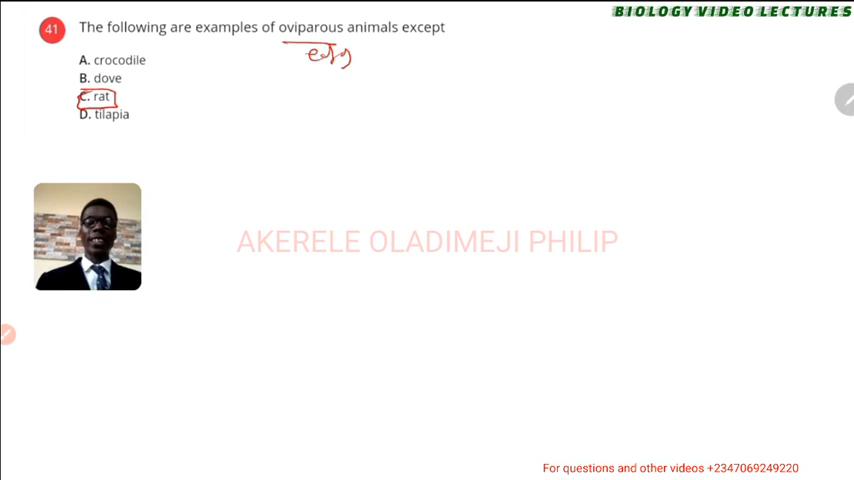 BIOLOGY VIDEO LECTURES
41 The following are examples of oviparous animals except
egg
A. crocodile
B. dove
C. rat
D. tilapia
AKERELE OLADIMEJI PHILIP
For questions and other videos +2347069249220